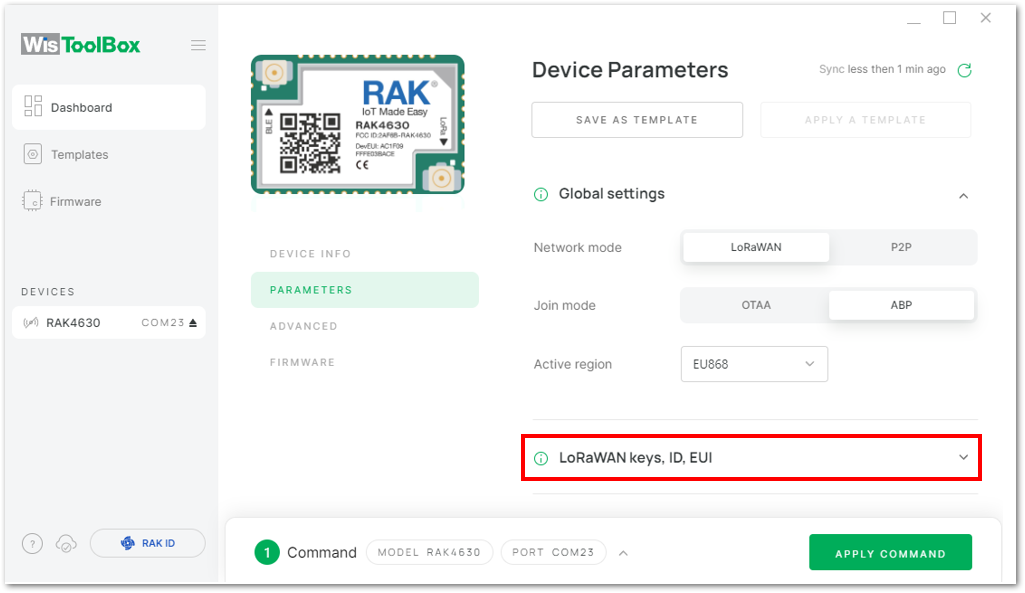 WisToolBox
Dashboard
Templates
Firmware
DEVICES
RAK4630 COM23
?
RAK ID
RAK®
IoT Made Easy
RAK4630
FCC ID:2AF6B-RAK4630
DevEUI: AC1F09
FFFE03BACE
CE
BLE
LoRa
DEVICE INFO
PARAMETERS
ADVANCED
FIRMWARE
Device Parameters
Sync less then 1 min ago
SAVE AS TEMPLATE
APPLY A TEMPLATE
Global settings
Network mode LoRaWAN P2P
Join mode OTAA ABP
Active region EU868
LoRaWAN keys, ID, EUI
1 Command MODEL RAK4630 PORT COM23
APPLY COMMAND